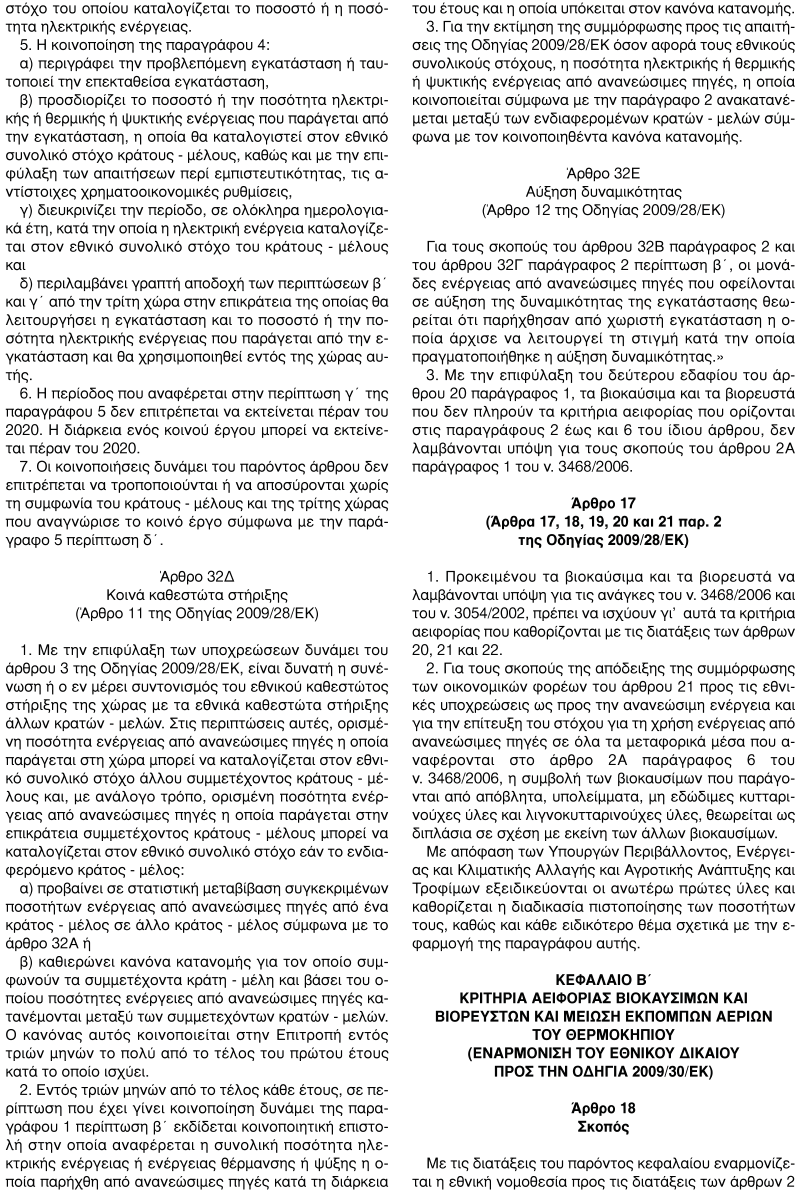 στόχο του οποίου καταλογίζεται το ποσοστό ή η ποσό-
τητα ηλεκτρικής ενέργειας.
5. Η κοινοποίηση της παραγράφου 4:
α) περιγράφει την προβλεπόμενη εγκατάσταση ή ταυ-
τοποιεί την επεκταθείσα εγκατάσταση,
β) προσδιορίζει το ποσοστό ή την ποσότητα ηλεκτρι-
κής ή θερμικής ή ψυκτικής ενέργειας που παράγεται από
την εγκατάσταση, η οποία θα καταλογιστεί στον εθνικό
συνολικό στόχο κράτους - μέλους, καθώς και με την επι-
φύλαξη των απαιτήσεων περί εμπιστευτικότητας, τις α-
ντίστοιχες χρηματοοικονομικές ρυθμίσεις,
γ) διευκρινίζει την περίοδο, σε ολόκληρα ημερολογια-
κά έτη, κατά την οποία η ηλεκτρική ενέργεια καταλογίζε-
ται στον εθνικό συνολικό στόχο του κράτους - μέλους
και
δ) περιλαμβάνει γραπτή αποδοχή των περιπτώσεων β΄
και γ΄ από την τρίτη χώρα στην επικράτεια της οποίας θα
λειτουργήσει η εγκατάσταση και το ποσοστό ή την πο-
σότητα ηλεκτρικής ενέργειας που παράγεται από την ε-
γκατάσταση και θα χρησιμοποιηθεί εντός της χώρας αυ-
τής.
6. Η περίοδος που αναφέρεται στην περίπτωση γ΄ της
παραγράφου 5 δεν επιτρέπεται να εκτείνεται πέραν του
2020. Η διάρκεια ενός κοινού έργου μπορεί να εκτείνε-
ται πέραν του 2020.
7. Οι κοινοποιήσεις δυνάμει του παρόντος άρθρου δεν
επιτρέπεται να τροποποιούνται ή να αποσύρονται χωρίς
τη συμφωνία του κράτους - μέλους και της τρίτης χώρας
που αναγνώρισε το κοινό έργο σύμφωνα με την παρά-
γραφο 5 περίπτωση δ΄.
Άρθρο 32Δ
Κοινά καθεστώτα στήριξης
(Άρθρο 11 της Οδηγίας 2009/28/ΕΚ)
1. Με την επιφύλαξη των υποχρεώσεων δυνάμει του
άρθρου 3 της Οδηγίας 2009/28/ΕΚ, είναι δυνατή η συνέ-
νωση ή ο εν μέρει συντονισμός του εθνικού καθεστώτος
στήριξης της χώρας με τα εθνικά καθεστώτα στήριξης
άλλων κρατών - μελών. Στις περιπτώσεις αυτές, ορισμέ-
νη ποσότητα ενέργειας από ανανεώσιμες πηγές η οποία
παράγεται στη χώρα μπορεί να καταλογίζεται στον εθνι-
κό συνολικό στόχο άλλου συμμετέχοντος κράτους - μέ-
λους και, με ανάλογο τρόπο, ορισμένη ποσότητα ενέρ-
γειας από ανανεώσιμες πηγές η οποία παράγεται στην
επικράτεια συμμετέχοντος κράτους - μέλους μπορεί να
καταλογίζεται στον εθνικό συνολικό στόχο εάν το ενδια-
φερόμενο κράτος - μέλος:
α) προβαίνει σε στατιστική μεταβίβαση συγκεκριμένων
ποσοτήτων ενέργειας από ανανεώσιμες πηγές από ένα
κράτος - μέλος σε άλλο κράτος - μέλος σύμφωνα με το
άρθρο 32Α ή
β) καθιερώνει κανόνα κατανομής για τον οποίο συμ-
φωνούν τα συμμετέχοντα κράτη - μέλη και βάσει του ο-
ποίου ποσότητες ενέργειες από ανανεώσιμες πηγές κα-
τανέμονται μεταξύ των συμμετεχόντων κρατών - μελών.
Ο κανόνας αυτός κοινοποιείται στην Επιτροπή εντός
τριών μηνών το πολύ από το τέλος του πρώτου έτους
κατά το οποίο ισχύει.
2. Εντός τριών μηνών από το τέλος κάθε έτους, σε πε-
ρίπτωση που έχει γίνει κοινοποίηση δυνάμει της παρα-
γράφου 1 περίπτωση β΄ εκδίδεται κοινοποιητική επιστο-
λή στην οποία αναφέρεται η συνολική ποσότητα ηλε-
κτρικής ενέργειας ή ενέργειας θέρμανσης ή ψύξης η ο-
ποία παρήχθη από ανανεώσιμες πηγές κατά τη διάρκεια
του έτους και η οποία υπόκειται στον κανόνα κατανομής.
3. Για την εκτίμηση της συμμόρφωσης προς τις απαιτή-
σεις της Οδηγίας 2009/28/ΕΚ όσον αφορά τους εθνικούς
συνολικούς στόχους, η ποσότητα ηλεκτρικής ή θερμικής
ή ψυκτικής ενέργειας από ανανεώσιμες πηγές, η οποία
κοινοποιείται σύμφωνα με την παράγραφο 2 ανακατανέ-
μεται μεταξύ των ενδιαφερομένων κρατών - μελών σύμ-
φωνα με τον κοινοποιηθέντα κανόνα κατανομής.
Άρθρο 32Ε
Αύξηση δυναμικότητας
(Άρθρο 12 της Οδηγίας 2009/28/ΕΚ)
Για τους σκοπούς του άρθρου 32Β παράγραφος 2 και
του άρθρου 32Γ παράγραφος 2 περίπτωση β΄, οι μονά-
δες ενέργειας από ανανεώσιμες πηγές που οφείλονται
σε αύξηση της δυναμικότητας της εγκατάστασης θεω-
ρείται ότι παρήχθησαν από χωριστή εγκατάσταση η ο-
ποία άρχισε να λειτουργεί τη στιγμή κατά την οποία
πραγματοποιήθηκε η αύξηση δυναμικότητας.»
3. Με την επιφύλαξη του δεύτερου εδαφίου του άρ-
θρου 20 παράγραφος 1, τα βιοκαύσιμα και τα βιορευστά
που δεν πληρούν τα κριτήρια αειφορίας που ορίζονται
στις παραγράφους 2 έως και 6 του ίδιου άρθρου, δεν
λαμβάνονται υπόψη για τους σκοπούς του άρθρου 2Α
παράγραφος 1 του ν. 3468/2006.
Άρθρο 17
(Άρθρα 17, 18, 19, 20 και 21 παρ. 2
της Οδηγίας 2009/28/ΕΚ)
1. Προκειμένου τα βιοκαύσιμα και τα βιορευστά να
λαμβάνονται υπόψη για τις ανάγκες του ν. 3468/2006 και
του ν. 3054/2002, πρέπει να ισχύουν γι' αυτά τα κριτήρια
αειφορίας που καθορίζονται με τις διατάξεις των άρθρων
20, 21 και 22.
2. Για τους σκοπούς της απόδειξης της συμμόρφωσης
των οικονομικών φορέων του άρθρου 21 προς τις εθνι-
κές υποχρεώσεις ως προς την ανανεώσιμη ενέργεια και
για την επίτευξη του στόχου για τη χρήση ενέργειας από
ανανεώσιμες πηγές σε όλα τα μεταφορικά μέσα που α-
ναφέρονται στο άρθρο 2Α παράγραφος 6 του
ν. 3468/2006, η συμβολή των βιοκαυσίμων που παράγο-
νται από απόβλητα, υπολείμματα, μη εδώδιμες κυτταρι-
νούχες ύλες και λιγνοκυτταρινούχες ύλες, θεωρείται ως
διπλάσια σε σχέση με εκείνη των άλλων βιοκαυσίμων.
Με απόφαση των Υπουργών Περιβάλλοντος, Ενέργει-
ας και Κλιματικής Αλλαγής και Αγροτικής Ανάπτυξης και
Τροφίμων εξειδικεύονται οι ανωτέρω πρώτες ύλες και
καθορίζεται η διαδικασία πιστοποίησης των ποσοτήτων
τους, καθώς και κάθε ειδικότερο θέμα σχετικά με την ε-
φαρμογή της παραγράφου αυτής.
ΚΕΦΑΛΑΙΟ Β΄
ΚΡΙΤΗΡΙΑ ΑΕΙΦΟΡΙΑΣ ΒΙΟΚΑΥΣΙΜΩΝ ΚΑΙ
ΒΙΟΡΕΥΣΤΩΝ ΚΑΙ ΜΕΙΩΣΗ ΕΚΠΟΜΠΩΝ ΑΕΡΙΩΝ
ΤΟΥ ΘΕΡΜΟΚΗΠΙΟΥ
(ΕΝΑΡΜΟΝΙΣΗ ΤΟΥ ΕΘΝΙΚΟΥ ΔΙΚΑΙΟΥ
ΠΡΟΣ ΤΗΝ ΟΔΗΓΙΑ 2009/30/ΕΚ)
Άρθρο 18
Σκοπός
Με τις διατάξεις του παρόντος κεφαλαίου εναρμονίζε-
ται η εθνική νομοθεσία προς τις διατάξεις των άρθρων 2